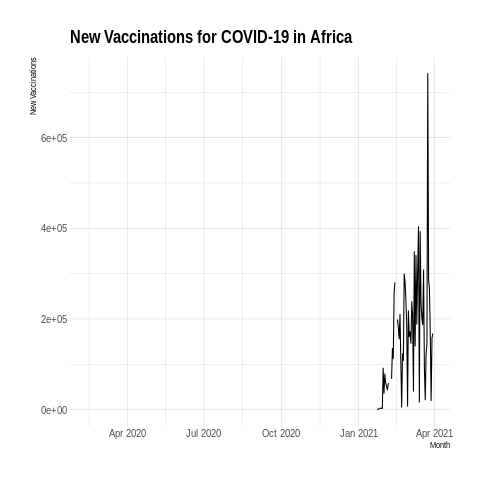 New Vaccinations for COVID-19 in Africa
New Vaccinations
6e+05
4e+05
2e+05
0e+00
Apr 2020 Jul 2020 Oct 2020 Jan 2021 Apr 2021
Month